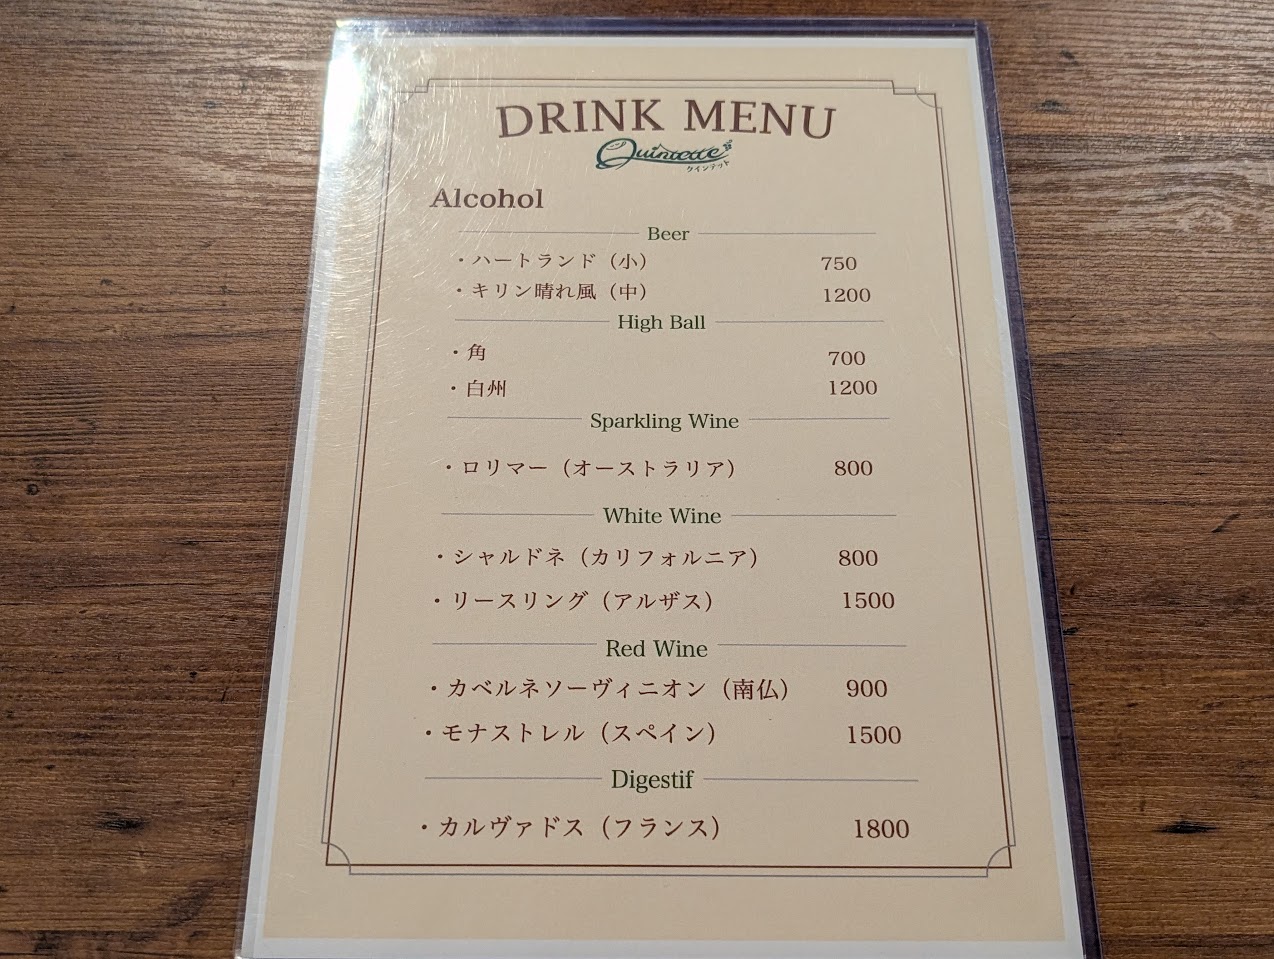 DRINK MENU
Quintette
クインテット
Alcohol
Beer
・ハートランド（小） 750
・キリン晴れ風（中） 1200
High Ball
・角 700
・白州 1200
Sparkling Wine
・ロリマー（オーストラリア） 800
White Wine
・シャルドネ（カリフォルニア） 800
・リースリング（アルザス） 1500
Red Wine
・カベルネソーヴィニオン（南仏） 900
・モナストレル（スペイン） 1500
Digestif
・カルヴァドス（フランス） 1800